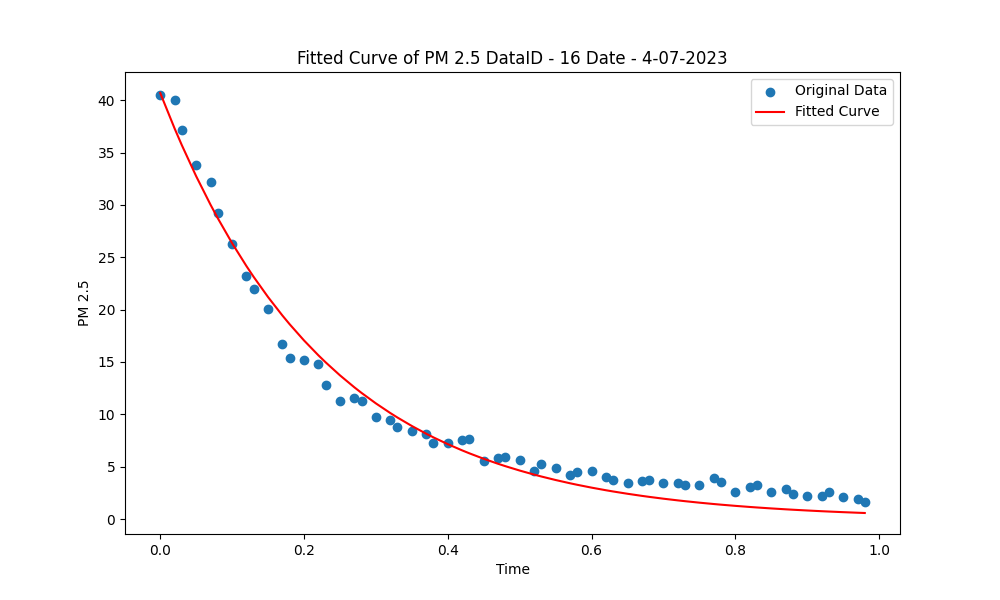 Fitted Curve of PM 2.5 DataID - 16 Date - 4-07-2023
Original Data
Fitted Curve
40
35
30
25
20
15
10
5
0
PM 2.5
0.0 0.2 0.4 0.6 0.8 1.0
Time